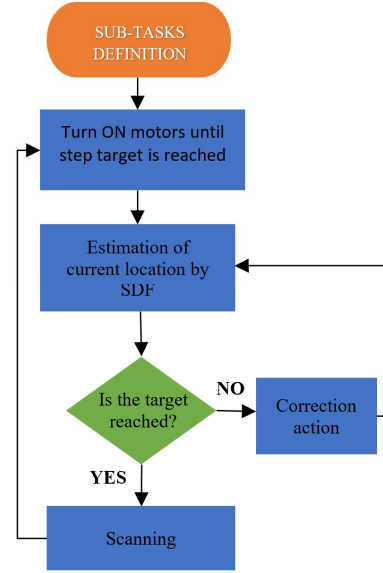 SUB-TASKS
DEFINITION
Turn ON motors until
step target is reached
Estimation of
current location by
SDF
Is the target
reached?
NO
Correction
action
YES
Scanning